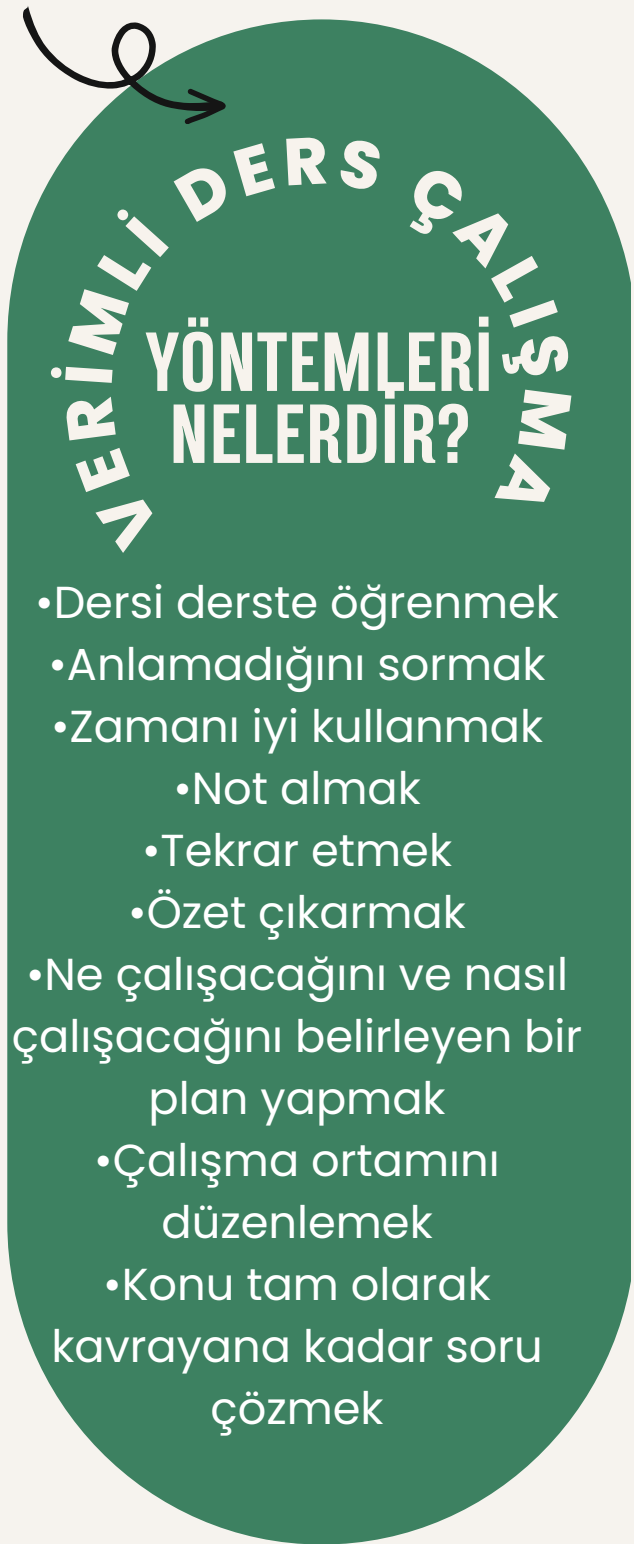 VERİMLİ DERS ÇALIŞMA
YÖNTEMLERİ
NELERDİR?
•Dersi derste öğrenmek
•Anlamadığını sormak
•Zamanı iyi kullanmak
•Not almak
•Tekrar etmek
•Özet çıkarmak
•Ne çalışacağını ve nasıl
çalışacağını belirleyen bir
plan yapmak
•Çalışma ortamını
düzenlemek
•Konu tam olarak
kavrayana kadar soru
çözmek